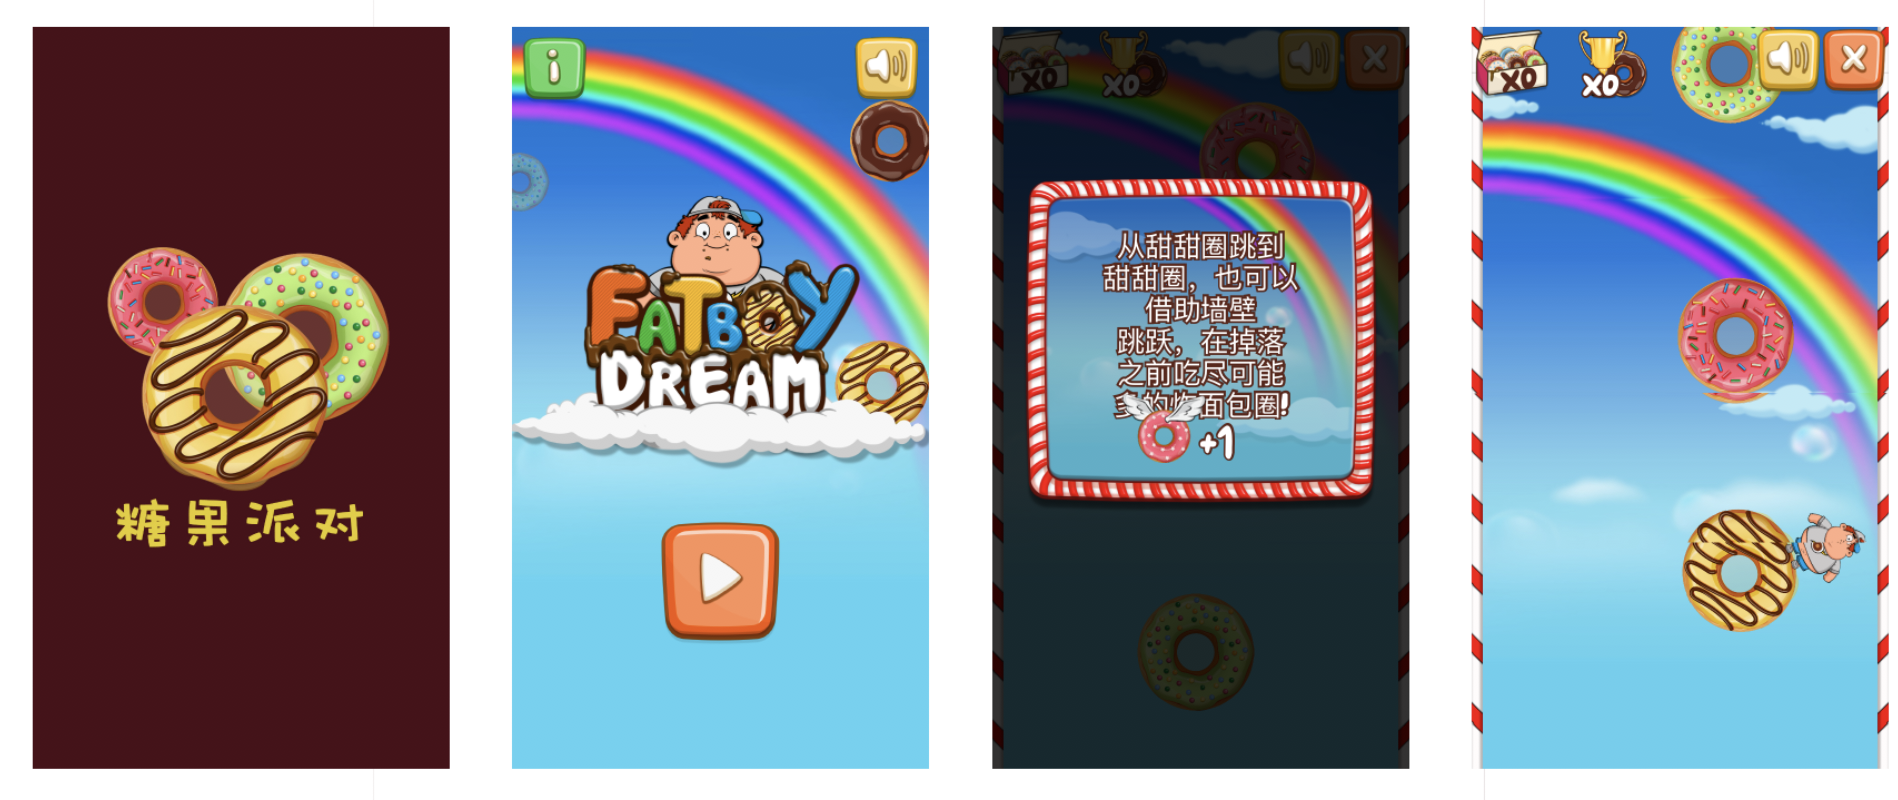 糖果派对
i
FATBOY
DREAM
X0
X0
X
从甜甜圈跳到
甜甜圈，也可以
借助墙壁
跳跃，在掉落
之前吃尽可能
多的炸面包圈!
+1
X0
X0
X